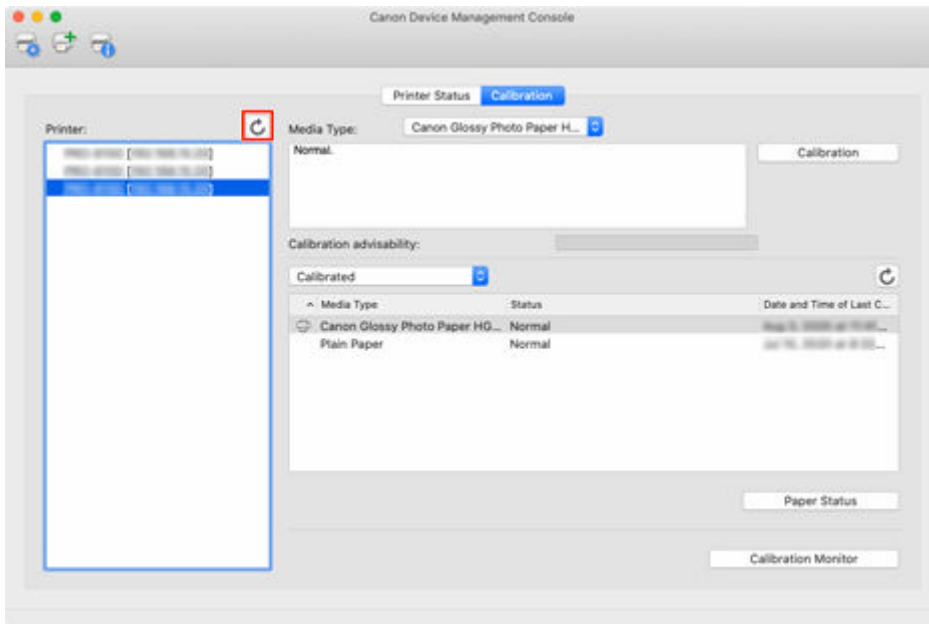 Canon Device Management Console
Printer Status Calibration
Printer:
Media Type: Canon Glossy Photo Paper H...
Normal.
Calibration
Calibration advisability:
Calibrated
Media Type Status Date and Time of Last C...
Canon Glossy Photo Paper HG... Normal
Plain Paper Normal
Paper Status
Calibration Monitor